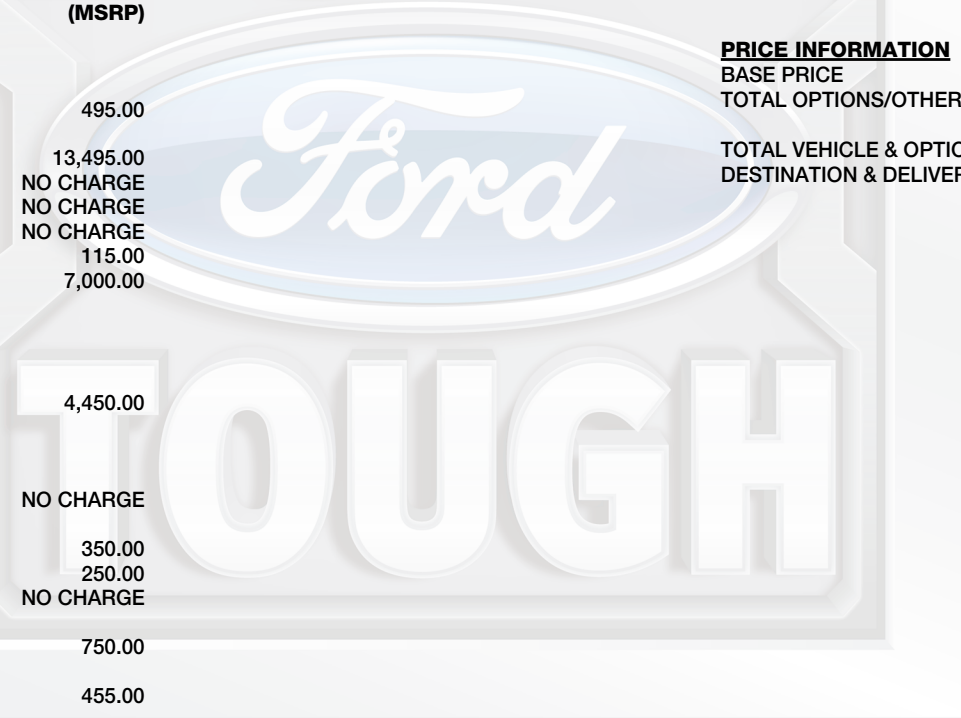 (MSRP)
495.00
13,495.00
NO CHARGE
NO CHARGE
NO CHARGE
115.00
7,000.00
4,450.00
NO CHARGE
350.00
250.00
NO CHARGE
750.00
455.00
PRICE INFORMATION
BASE PRICE
TOTAL OPTIONS/OTHER
TOTAL VEHICLE & OPTIO
DESTINATION & DELIVER
Ford
TOUGH